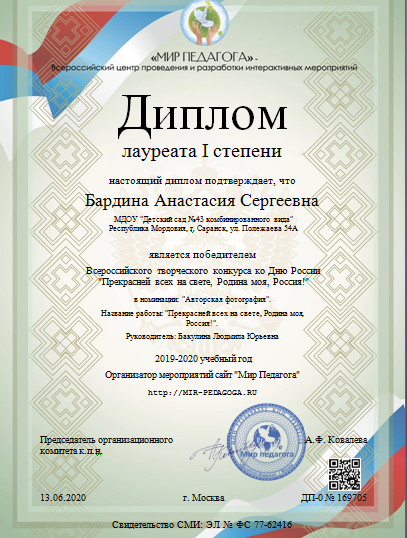 «МИР ПЕДАГОГА» -
Всероссийский центр проведения и разработки интерактивных мероприятий
Диплом
лауреата I степени
настоящий диплом подтверждает, что
Бардина Анастасия Сергеевна
МДОУ "Детский сад №43 комбинированного вида"
Республика Мордовия, г. Саранск, ул. Полежаева 54А
является победителем
Всероссийского творческого конкурса ко Дню России
"Прекрасней всех на свете, Родина моя, Россия!"
в номинации: "Авторская фотография".
Название работы: "Прекрасней всех на свете, Родина моя,
Россия!".
Руководитель: Бакулина Людмила Юрьевна
2019-2020 учебный год
Организатор мероприятий сайт "Мир Педагога"
http://MIR-PEDAGOGA.RU
Председатель организационного
комитета к.п.н.
Мир педагога
А.Ф. Ковалева
13.06.2020
г. Москва
ДП-0 № 169705
Свидетельство СМИ: ЭЛ № ФС 77-62416